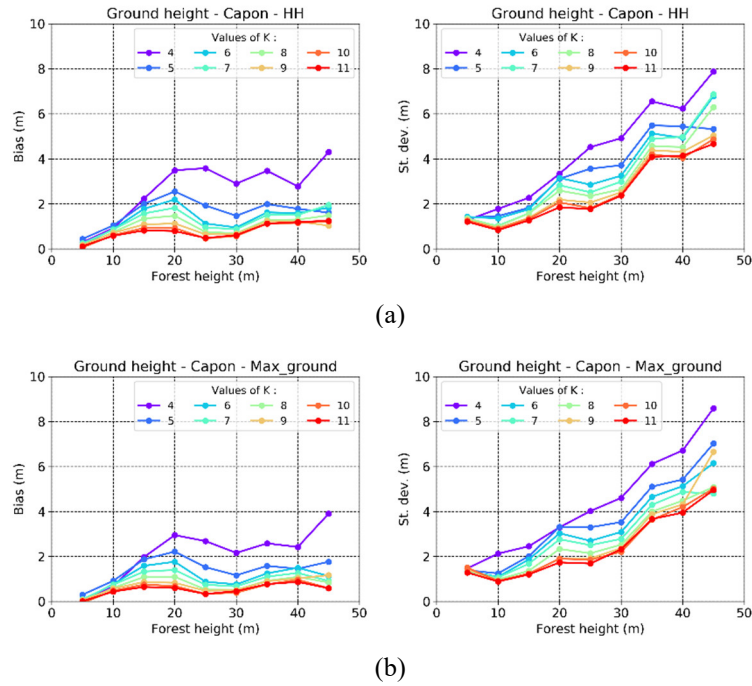 Ground height - Capon - HH
Values of K :
4 6 8 10
5 7 9 11
Bias (m)
10
8
6
4
2
0
0 10 20 30 40 50
Forest height (m)
Ground height - Capon - HH
Values of K :
4 6 8 10
5 7 9 11
St. dev. (m)
10
8
6
4
2
0
0 10 20 30 40 50
Forest height (m)
(a)
Ground height - Capon - Max_ground
Values of K :
4 6 8 10
5 7 9 11
Bias (m)
10
8
6
4
2
0
0 10 20 30 40 50
Forest height (m)
Ground height - Capon - Max_ground
Values of K :
4 6 8 10
5 7 9 11
St. dev. (m)
10
8
6
4
2
0
0 10 20 30 40 50
Forest height (m)
(b)